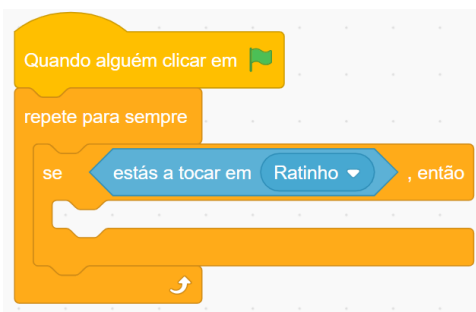 Quando alguém clicar em
repete para sempre
se estás a tocar em Ratinho , então